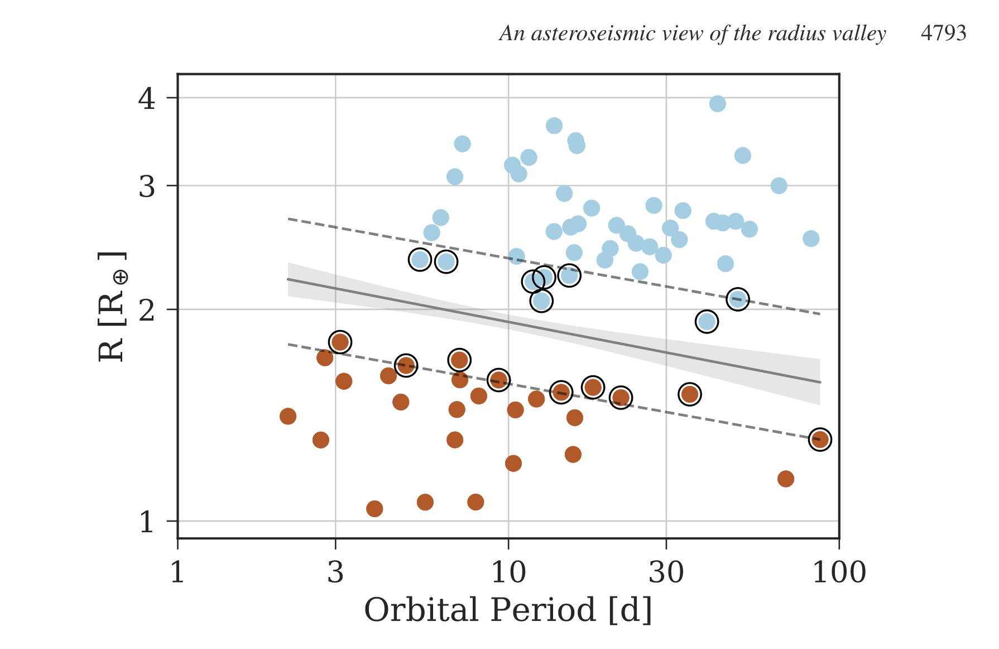 An asteroseismic view of the radius valley 4793
4
3
2
1
R [R⊕]
1 3 10 30 100
Orbital Period [d]